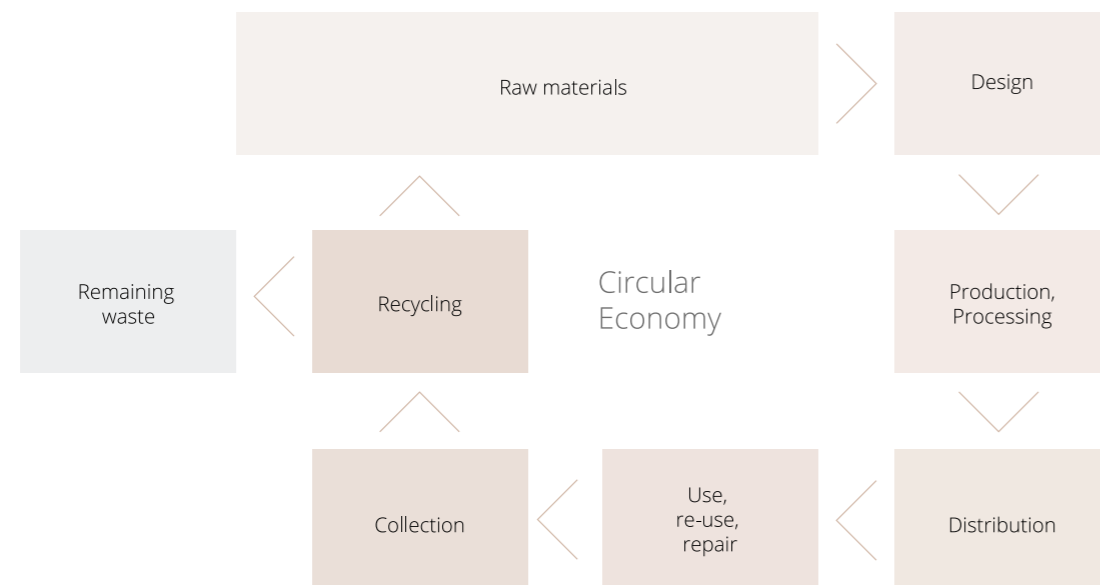 Raw materials
Design
Remaining
waste
Recycling
Circular
Economy
Production,
Processing
Collection
Use,
re-use,
repair
Distribution